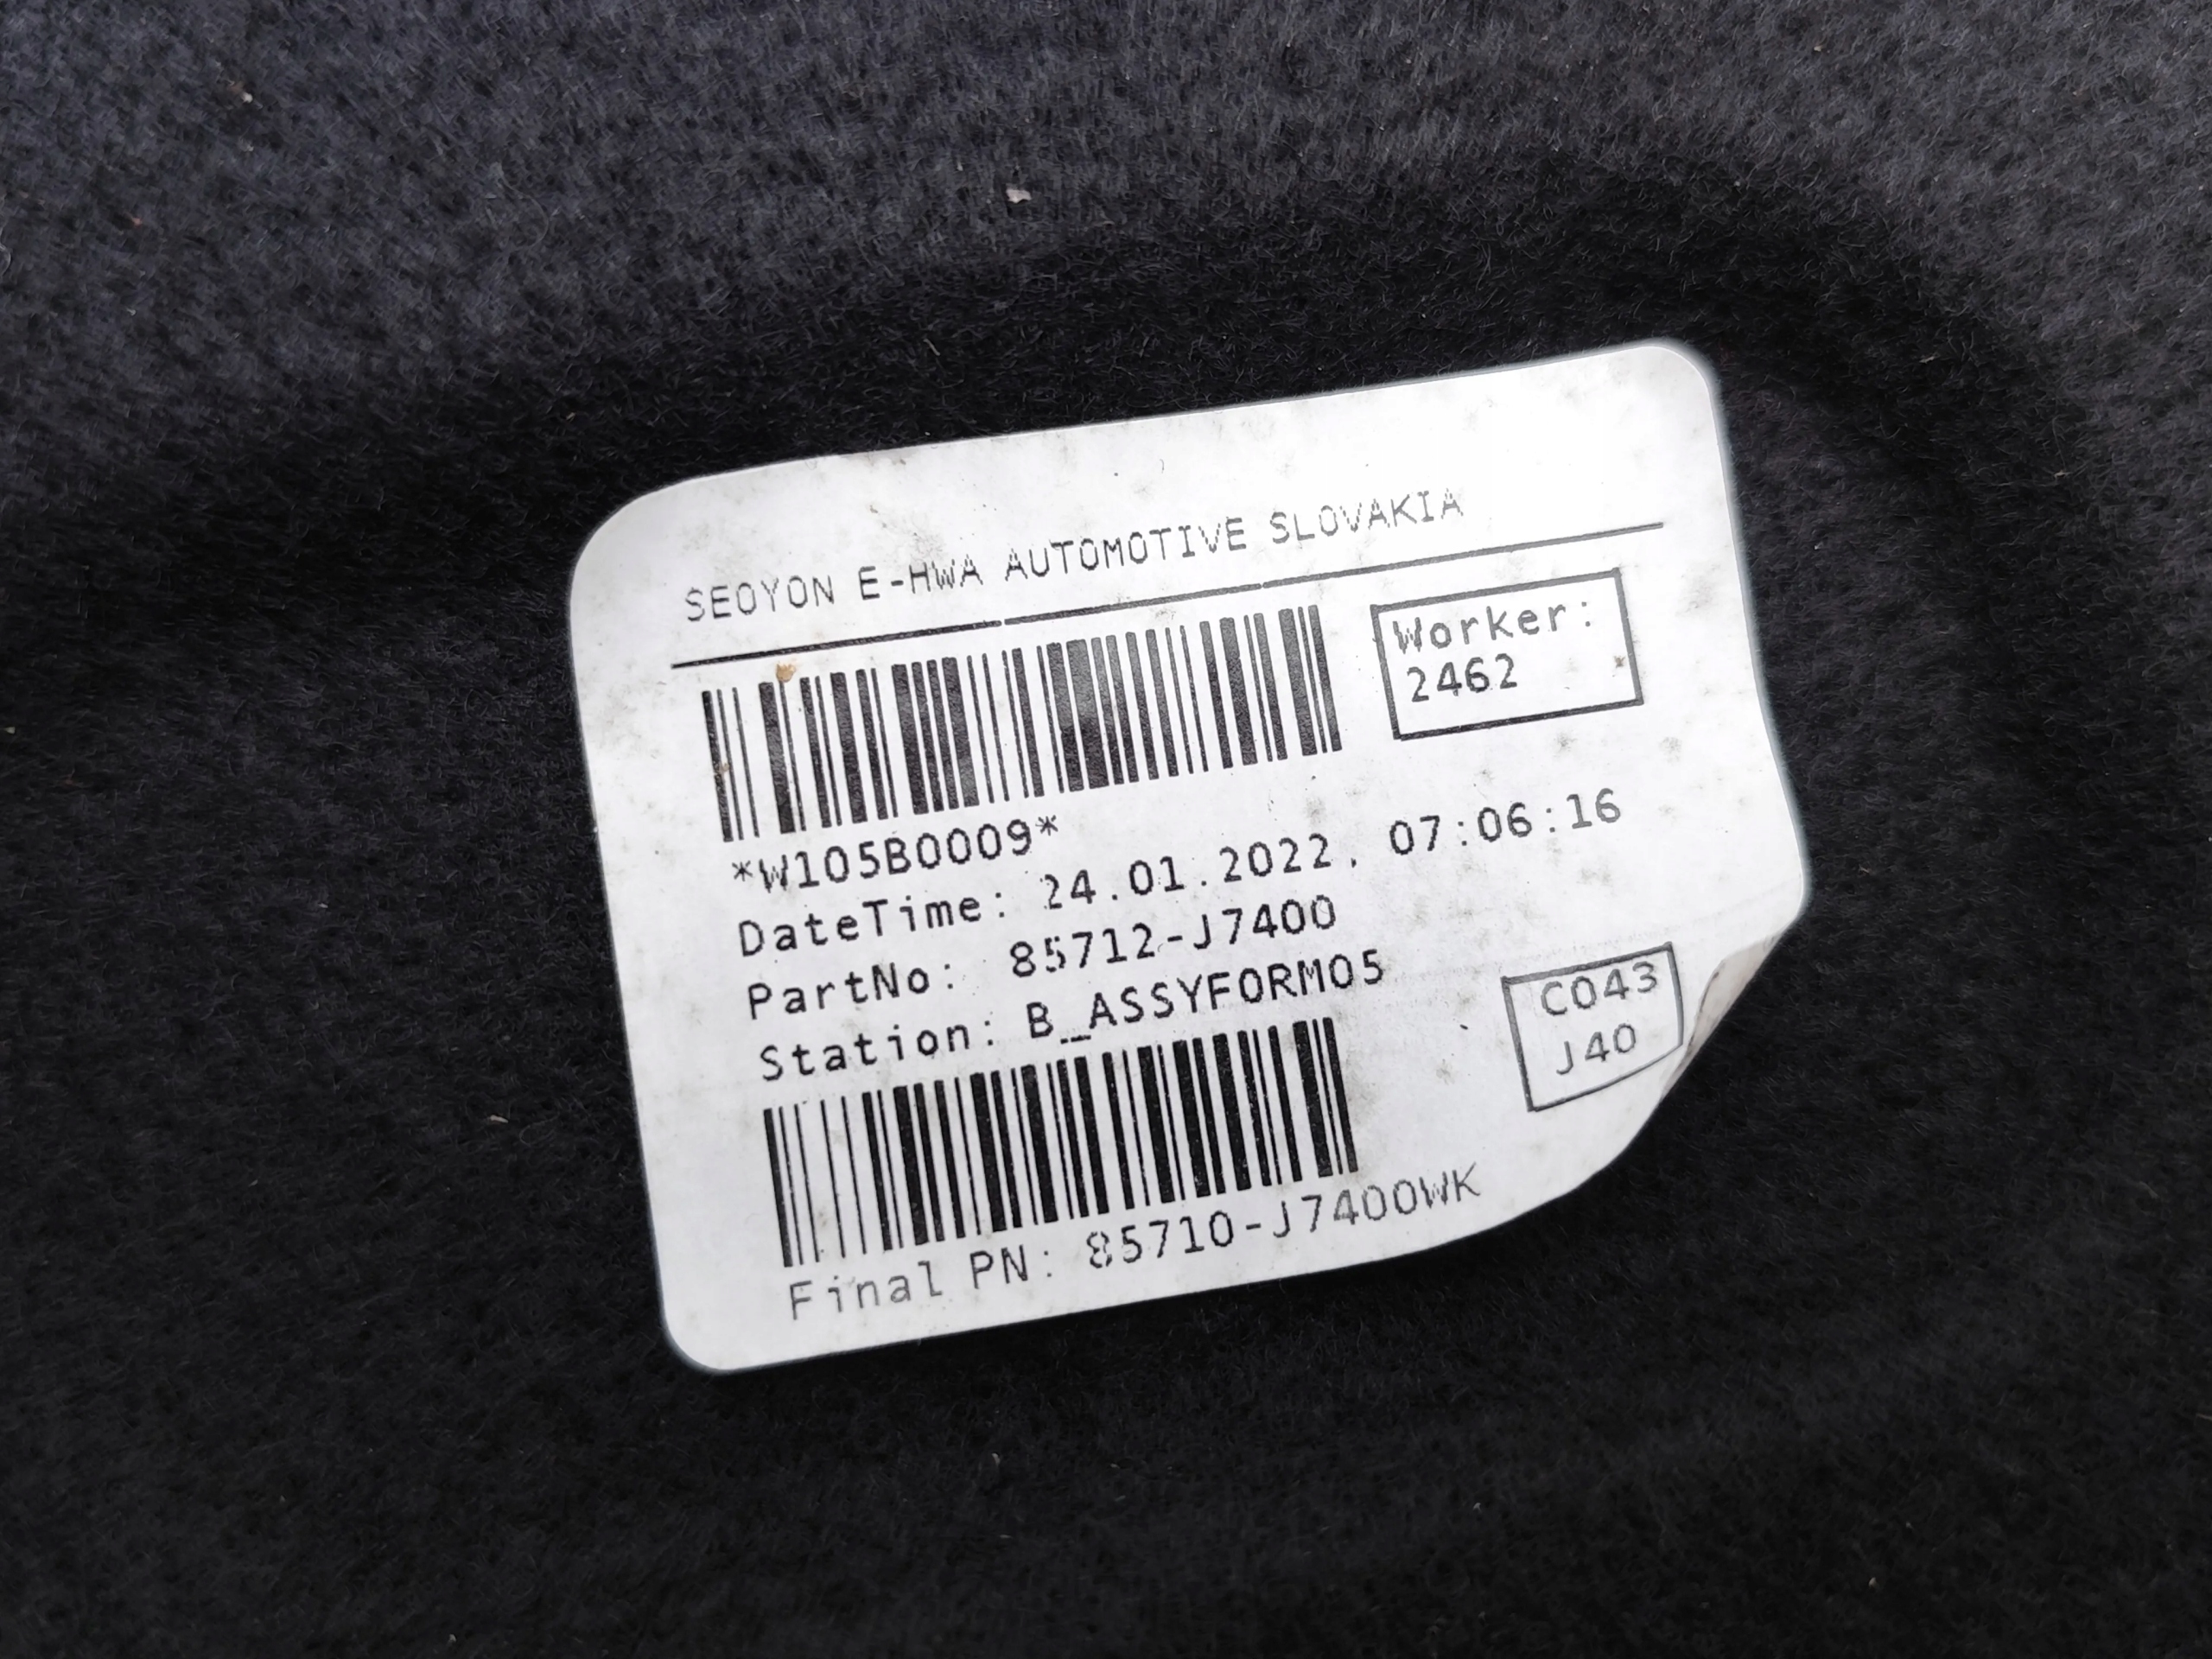 SEOYON E-HWA AUTOMOTIVE SLOVAKIA
Worker:
2462
*W105B0009*
DateTime: 24.01.2022. 07:06:16
PartNo: 85712-J7400
Station: B_ASSYFORM05
C043
J40
Final PN: 85710-J7400WK